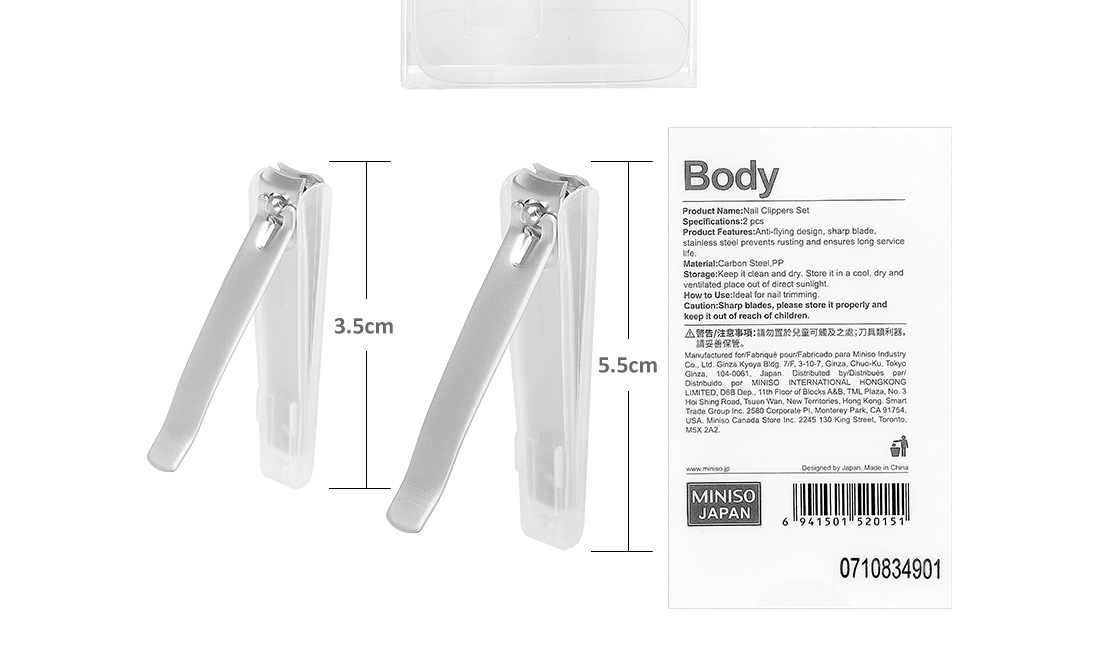 3.5cm
5.5cm
Body
Product Name:Nail Clippers Set
Specifications:2 pcs
Product Features:Anti-flying design, sharp blade,
stainless steel prevents rusting and ensures long service
life.
Material:Carbon Steel,PP
Storage:Keep it clean and dry. Store it in a cool, dry and
ventilated place out of direct sunlight.
How to Use:Ideal for nail trimming.
Caution:Sharp blades, please store it properly and
keep it out of reach of children.
⚠警告/注意事項:請勿置於兒童可觸及之處;刀具類利器,
請妥善保管。
Manufactured for/Fabriqué pour/Fabricado para Miniso Industry
Co., Ltd. Ginza Kyoya Bldg. 7/F, 3-10-7, Ginza, Chuo-Ku, Tokyo
Ginza, 104-0061, Japan. Distributed by/Distribués par/
Distribuido por MINISO INTERNATIONAL HONGKONG
LIMITED, D6B Dep., 11th Floor of Blocks A&B, TML Plaza, No. 3
Hoi Shing Road, Tsuen Wan, New Territories, Hong Kong. Smart
Trade Group Inc. 2580 Corporate Pl, Monterey Park, CA 91754,
USA. Miniso Canada Store Inc. 2245 130 King Street, Toronto,
M5X 2A2.
www.miniso.jp
Designed by Japan. Made in China
MINISO
JAPAN
6 941501 520151
0710834901